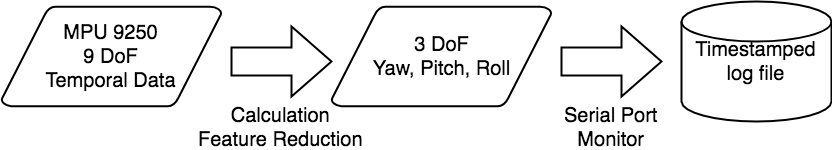 MPU 9250
9 DoF
Temporal Data
Calculation
Feature Reduction
3 DoF
Yaw, Pitch, Roll
Serial Port
Monitor
Timestamped
log file